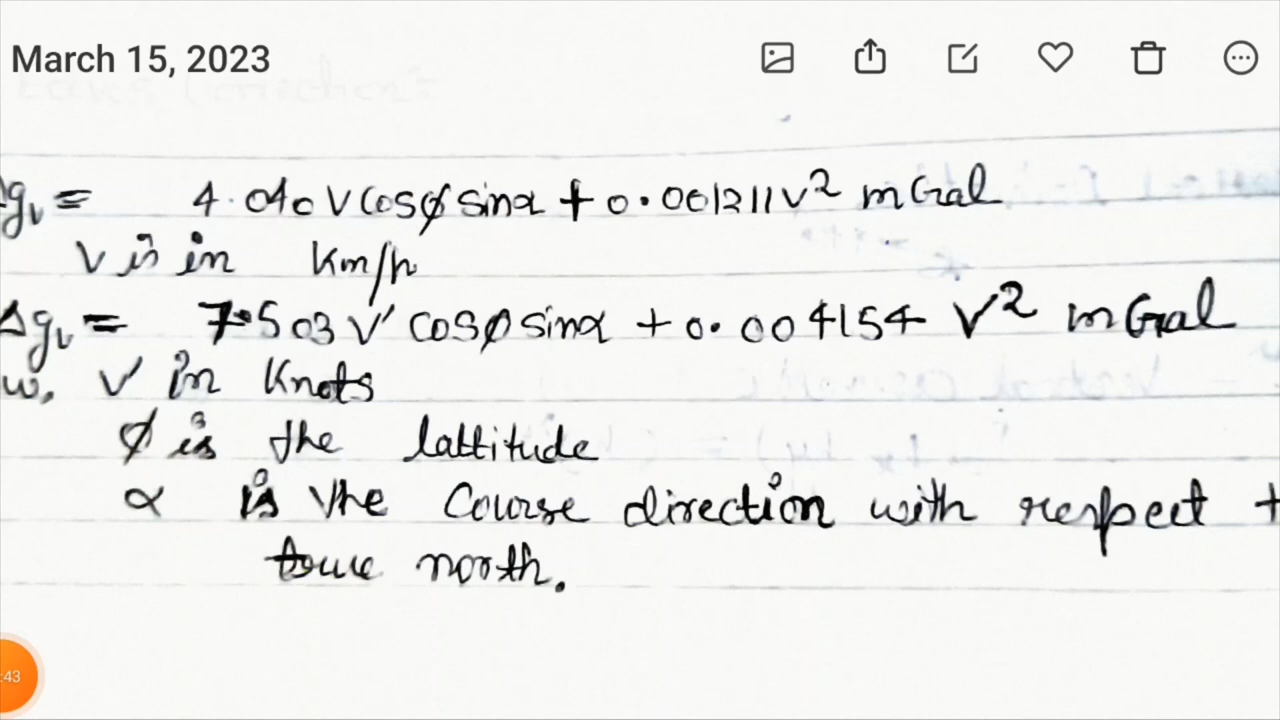 March 15, 2023
Δg_v = 4.040 V cosϕ sinα + 0.001211 V² mGal
V is in Km/h
Δg_v = 7.503 V' cosϕ sinα + 0.004154 V² mGal
w, V' in Knots
ϕ is the lattitude
α is the Course direction with respect t
true north.
:43